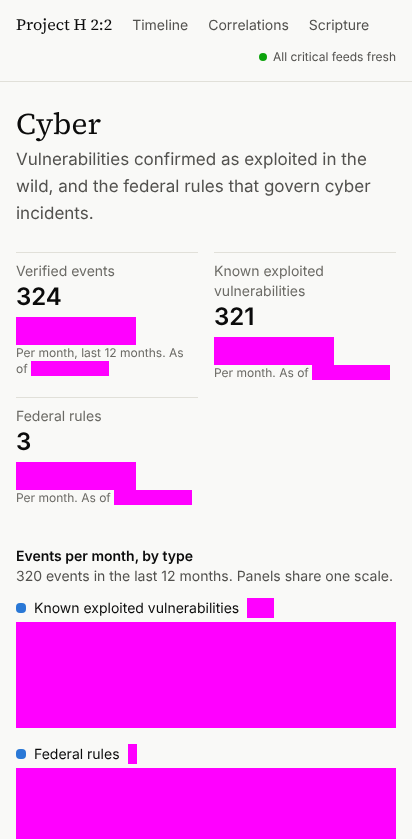 Project H 2:2 Timeline Correlations Scripture
All critical feeds fresh
Cyber
Vulnerabilities confirmed as exploited in the
wild, and the federal rules that govern cyber
incidents.
Verified events
324
Per month, last 12 months. As
of
Known exploited
vulnerabilities
321
Per month. As of
Federal rules
3
Per month. As of
Events per month, by type
320 events in the last 12 months. Panels share one scale.
Known exploited vulnerabilities
Federal rules